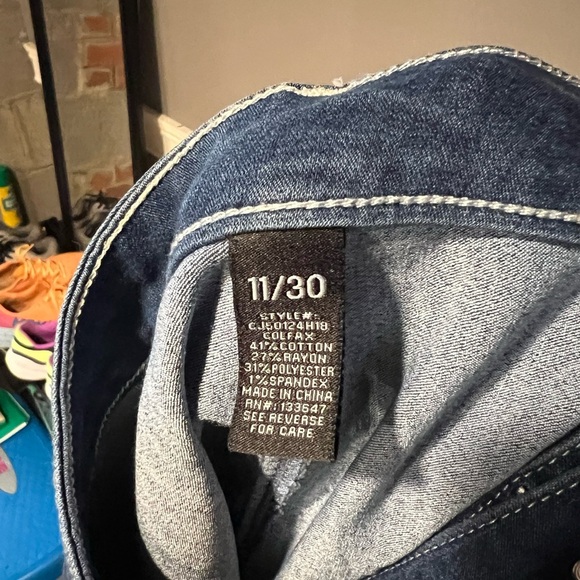 11/30
STYLE#:
CJ50124H18
COLFAX
41%COTTON
27%RAYON
31%POLYESTER
1%SPANDEX
MADE IN CHINA
RN#:133647
SEE REVERSE
FOR CARE